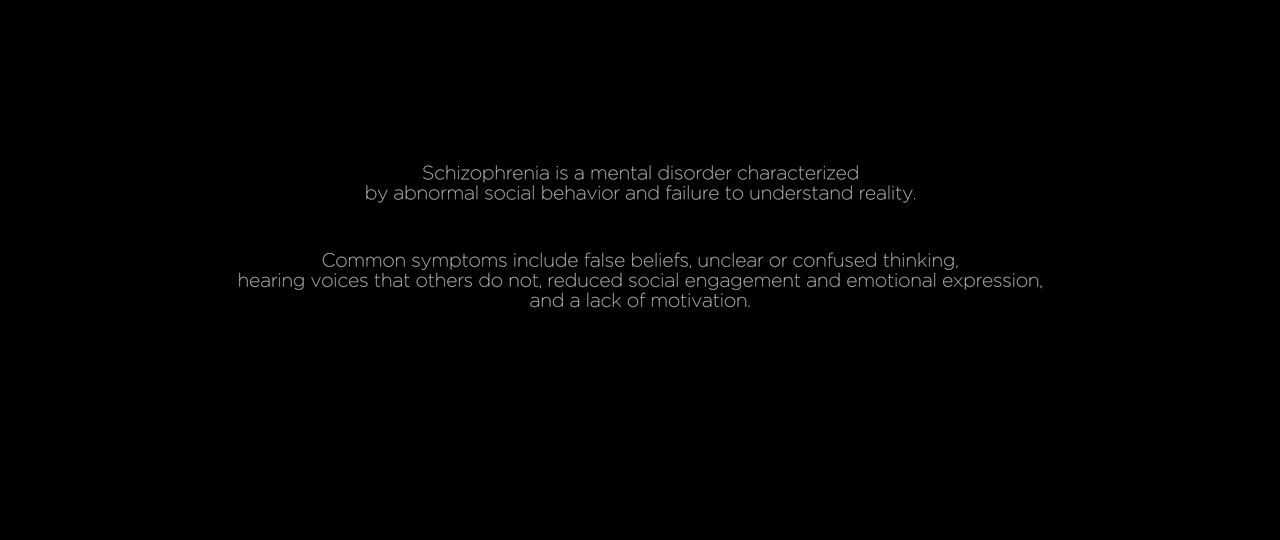 Schizophrenia is a mental disorder characterized
by abnormal social behavior and failure to understand reality.
Common symptoms include false beliefs, unclear or confused thinking,
hearing voices that others do not, reduced social engagement and emotional expression,
and a lack of motivation.